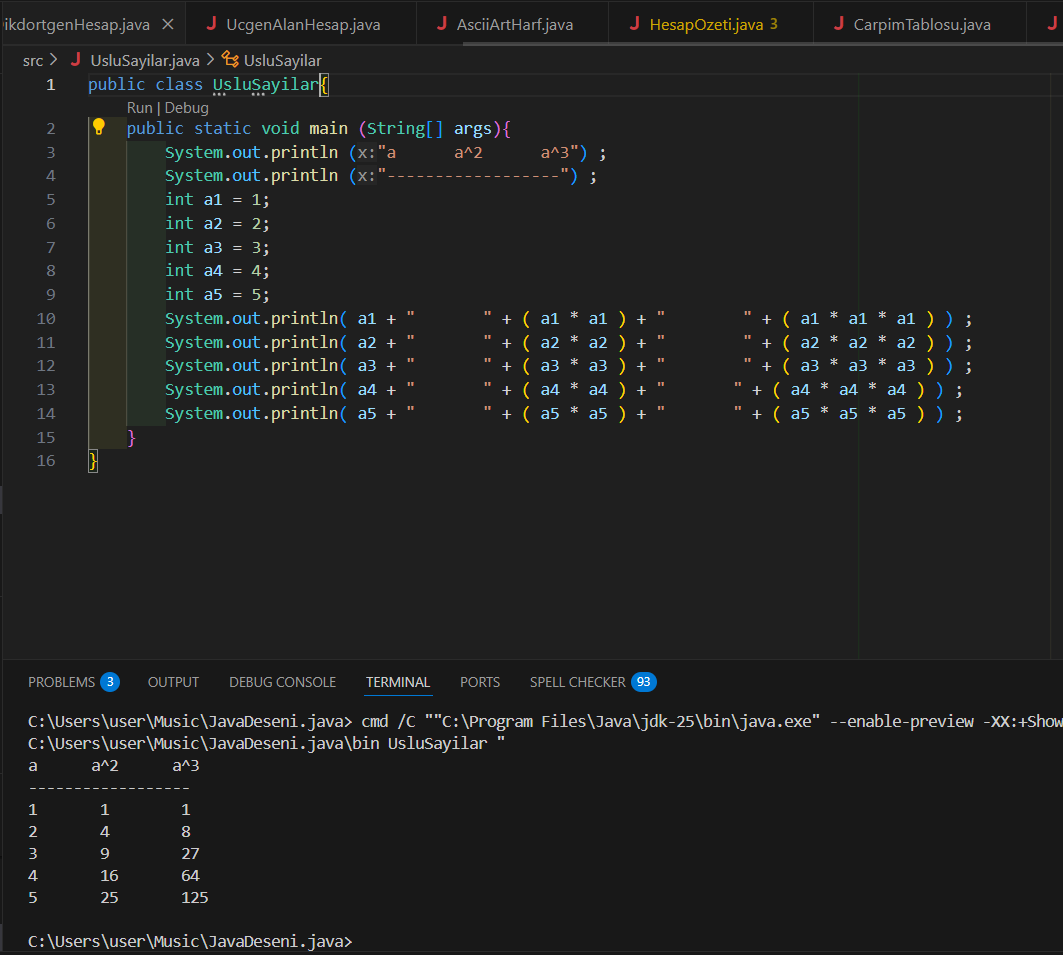 ikdortgenHesap.java × J UcgenAlanHesap.java J AsciiArtHarf.java J HesapOzeti.java 3 J CarpimTablosu.java J
src > J UsluSayilar.java > UsluSayilar
1 public class UsluSayilar{
Run | Debug
2     public static void main (String[] args){
3         System.out.println (x:"a      a^2      a^3") ;
4         System.out.println (x:"------------------") ;
5         int a1 = 1;
6         int a2 = 2;
7         int a3 = 3;
8         int a4 = 4;
9         int a5 = 5;
10         System.out.println( a1 + "       " + ( a1 * a1 ) + "        " + ( a1 * a1 * a1 ) ) ;
11         System.out.println( a2 + "       " + ( a2 * a2 ) + "        " + ( a2 * a2 * a2 ) ) ;
12         System.out.println( a3 + "       " + ( a3 * a3 ) + "        " + ( a3 * a3 * a3 ) ) ;
13         System.out.println( a4 + "       " + ( a4 * a4 ) + "       " + ( a4 * a4 * a4 ) ) ;
14         System.out.println( a5 + "       " + ( a5 * a5 ) + "       " + ( a5 * a5 * a5 ) ) ;
15     }
16 }
PROBLEMS 3 OUTPUT DEBUG CONSOLE TERMINAL PORTS SPELL CHECKER 93
C:\Users\user\Music\JavaDeseni.java> cmd /C ""C:\Program Files\Java\jdk-25\bin\java.exe" --enable-preview -XX:+Show
C:\Users\user\Music\JavaDeseni.java\bin UsluSayilar "
a      a^2      a^3
------------------
1       1        1
2       4        8
3       9        27
4       16       64
5       25       125
C:\Users\user\Music\JavaDeseni.java>